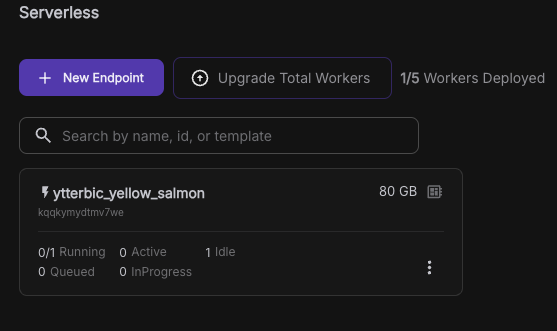 Serverless
+ New Endpoint Upgrade Total Workers 1/5 Workers Deployed
Search by name, id, or template
ytterbic_yellow_salmon 80 GB
kqqkymydtmv7we
0/1 Running 0 Active 1 Idle
0 Queued 0 InProgress